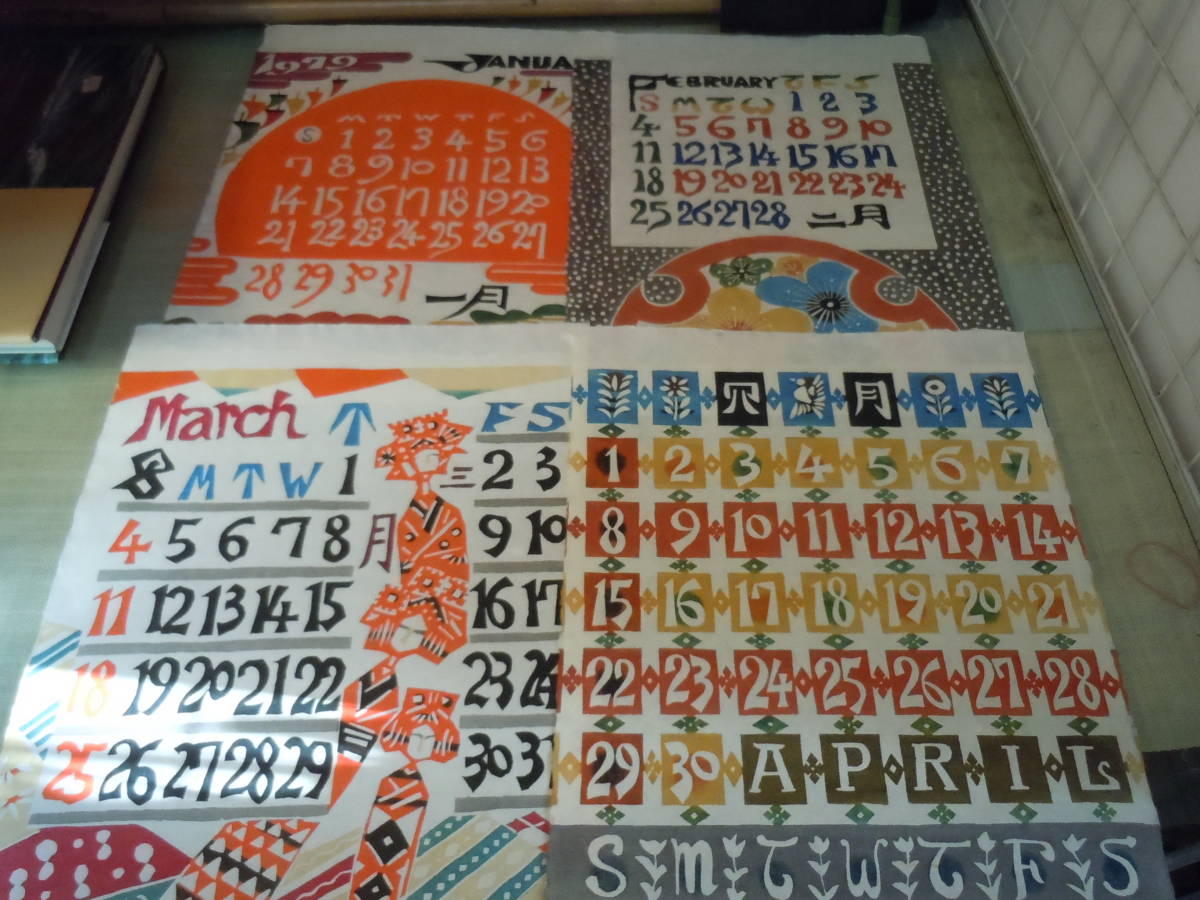 1979 JANUA
M T W T F S
S 1 2 3 4 5 6
7 8 9 10 11 12 13
14 15 16 17 18 19 20
21 22 23 24 25 26 27
28 29 30 31 一月
FEBRUARY T F S
S M T W 1 2 3
4 5 6 7 8 9 10
11 12 13 14 15 16 17
18 19 20 21 22 23 24
25 26 27 28 二月
March T F S
S M T W 1 三 2 3
4 5 6 7 8 月 9 10
11 12 13 14 15 16 17
18 19 20 21 22 23 24
25 26 27 28 29 30 31
四月
1 2 3 4 5 6 7
8 9 10 11 12 13 14
15 16 17 18 19 20 21
22 23 24 25 26 27 28
29 30 APRIL
S M T W T F S